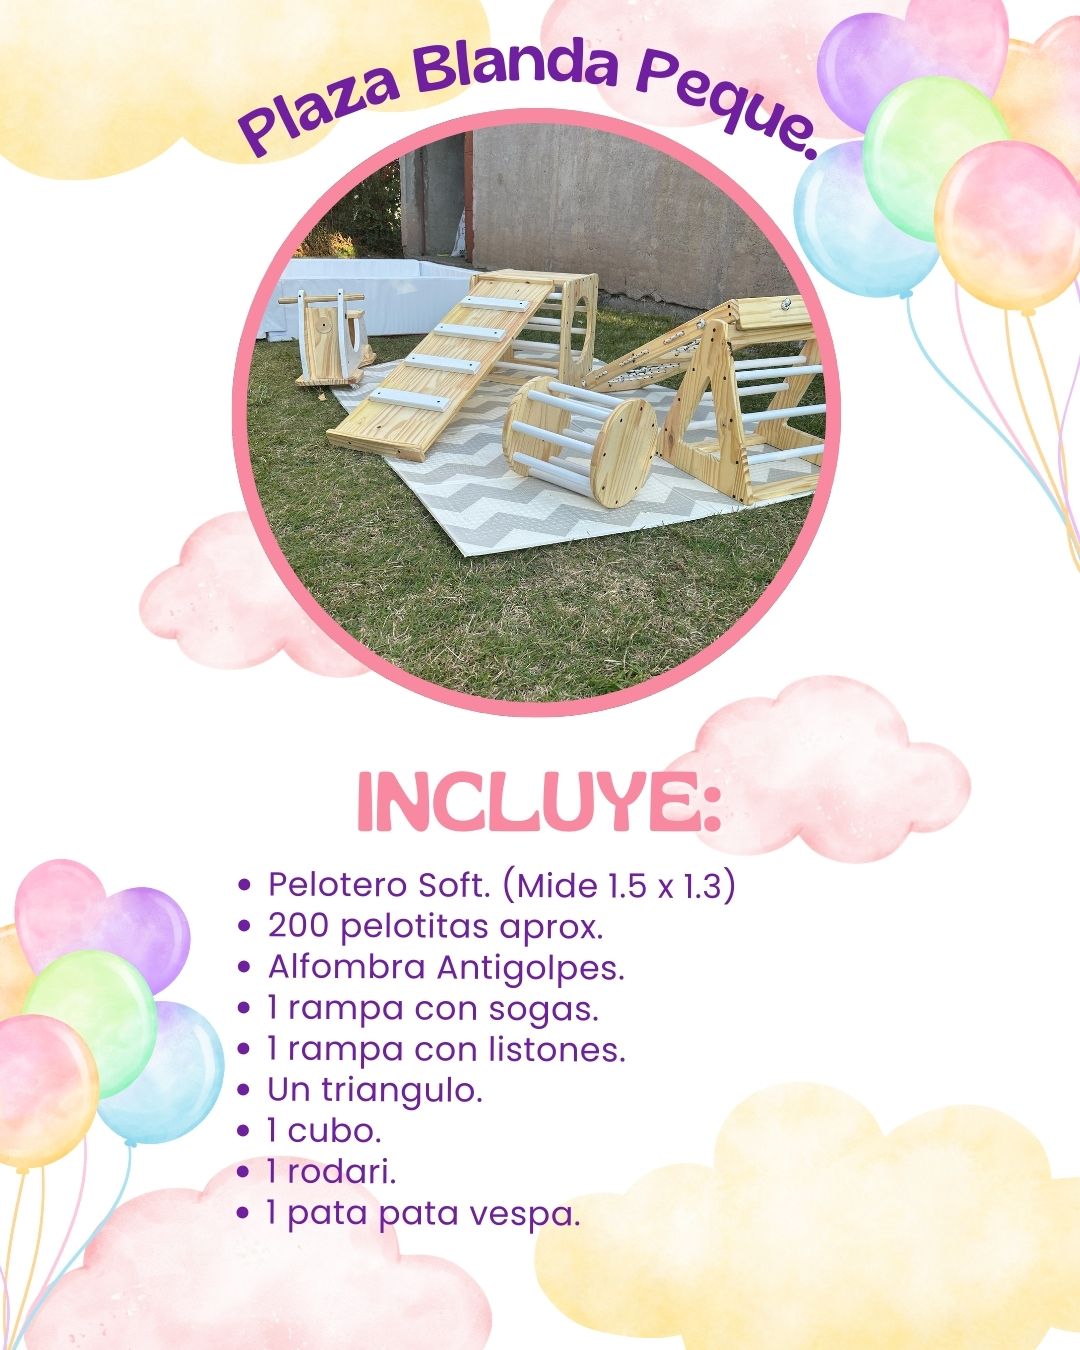 Plaza Blanda Peque.
INCLUYE:
• Pelotero Soft. (Mide 1.5 x 1.3)
• 200 pelotitas aprox.
• Alfombra Antigolpes.
• 1 rampa con sogas.
• 1 rampa con listones.
• Un triangulo.
• 1 cubo.
• 1 rodari.
• 1 pata pata vespa.